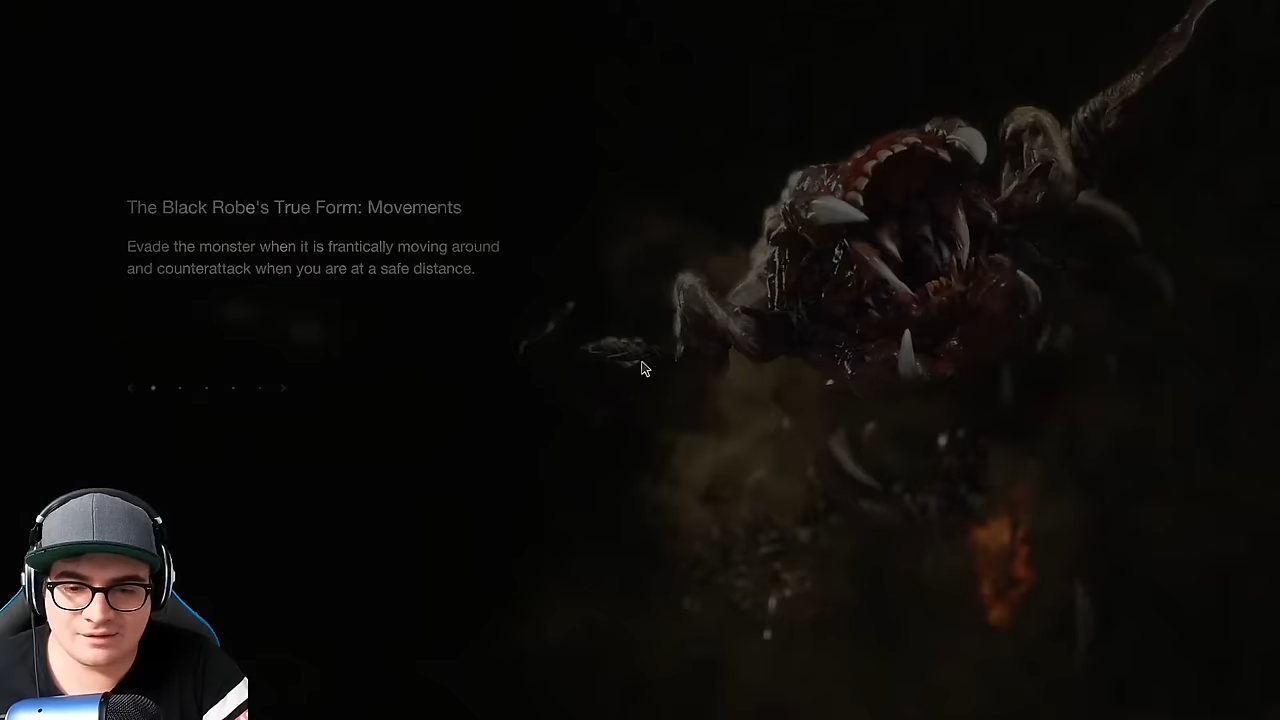 The Black Robe's True Form: Movements
Evade the monster when it is frantically moving around
and counterattack when you are at a safe distance.